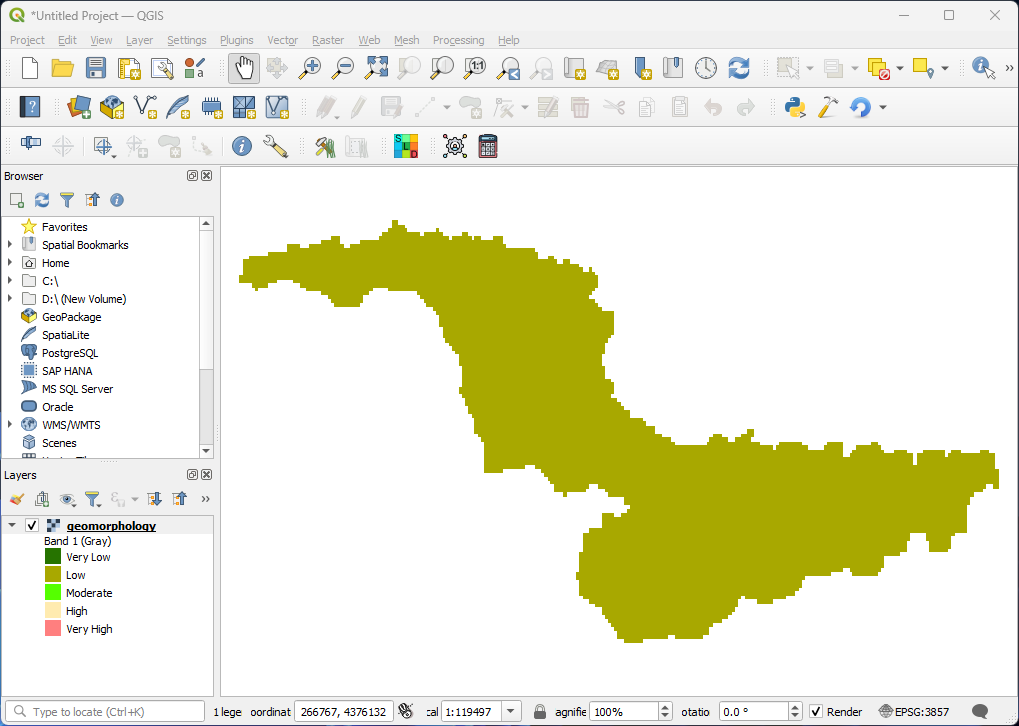 *Untitled Project — QGIS
Project Edit View Layer Settings Plugins Vector Raster Web Mesh Processing Help
Browser
Favorites
Spatial Bookmarks
Home
C:\
D:\ (New Volume)
GeoPackage
SpatiaLite
PostgreSQL
SAP HANA
MS SQL Server
Oracle
WMS/WMTS
Scenes
Layers
geomorphology
Band 1 (Gray)
Very Low
Low
Moderate
High
Very High
Type to locate (Ctrl+K) 1 lege oordinat 266767, 4376132 cal 1:119497 agnifie 100% otatio 0.0 ° Render EPSG:3857